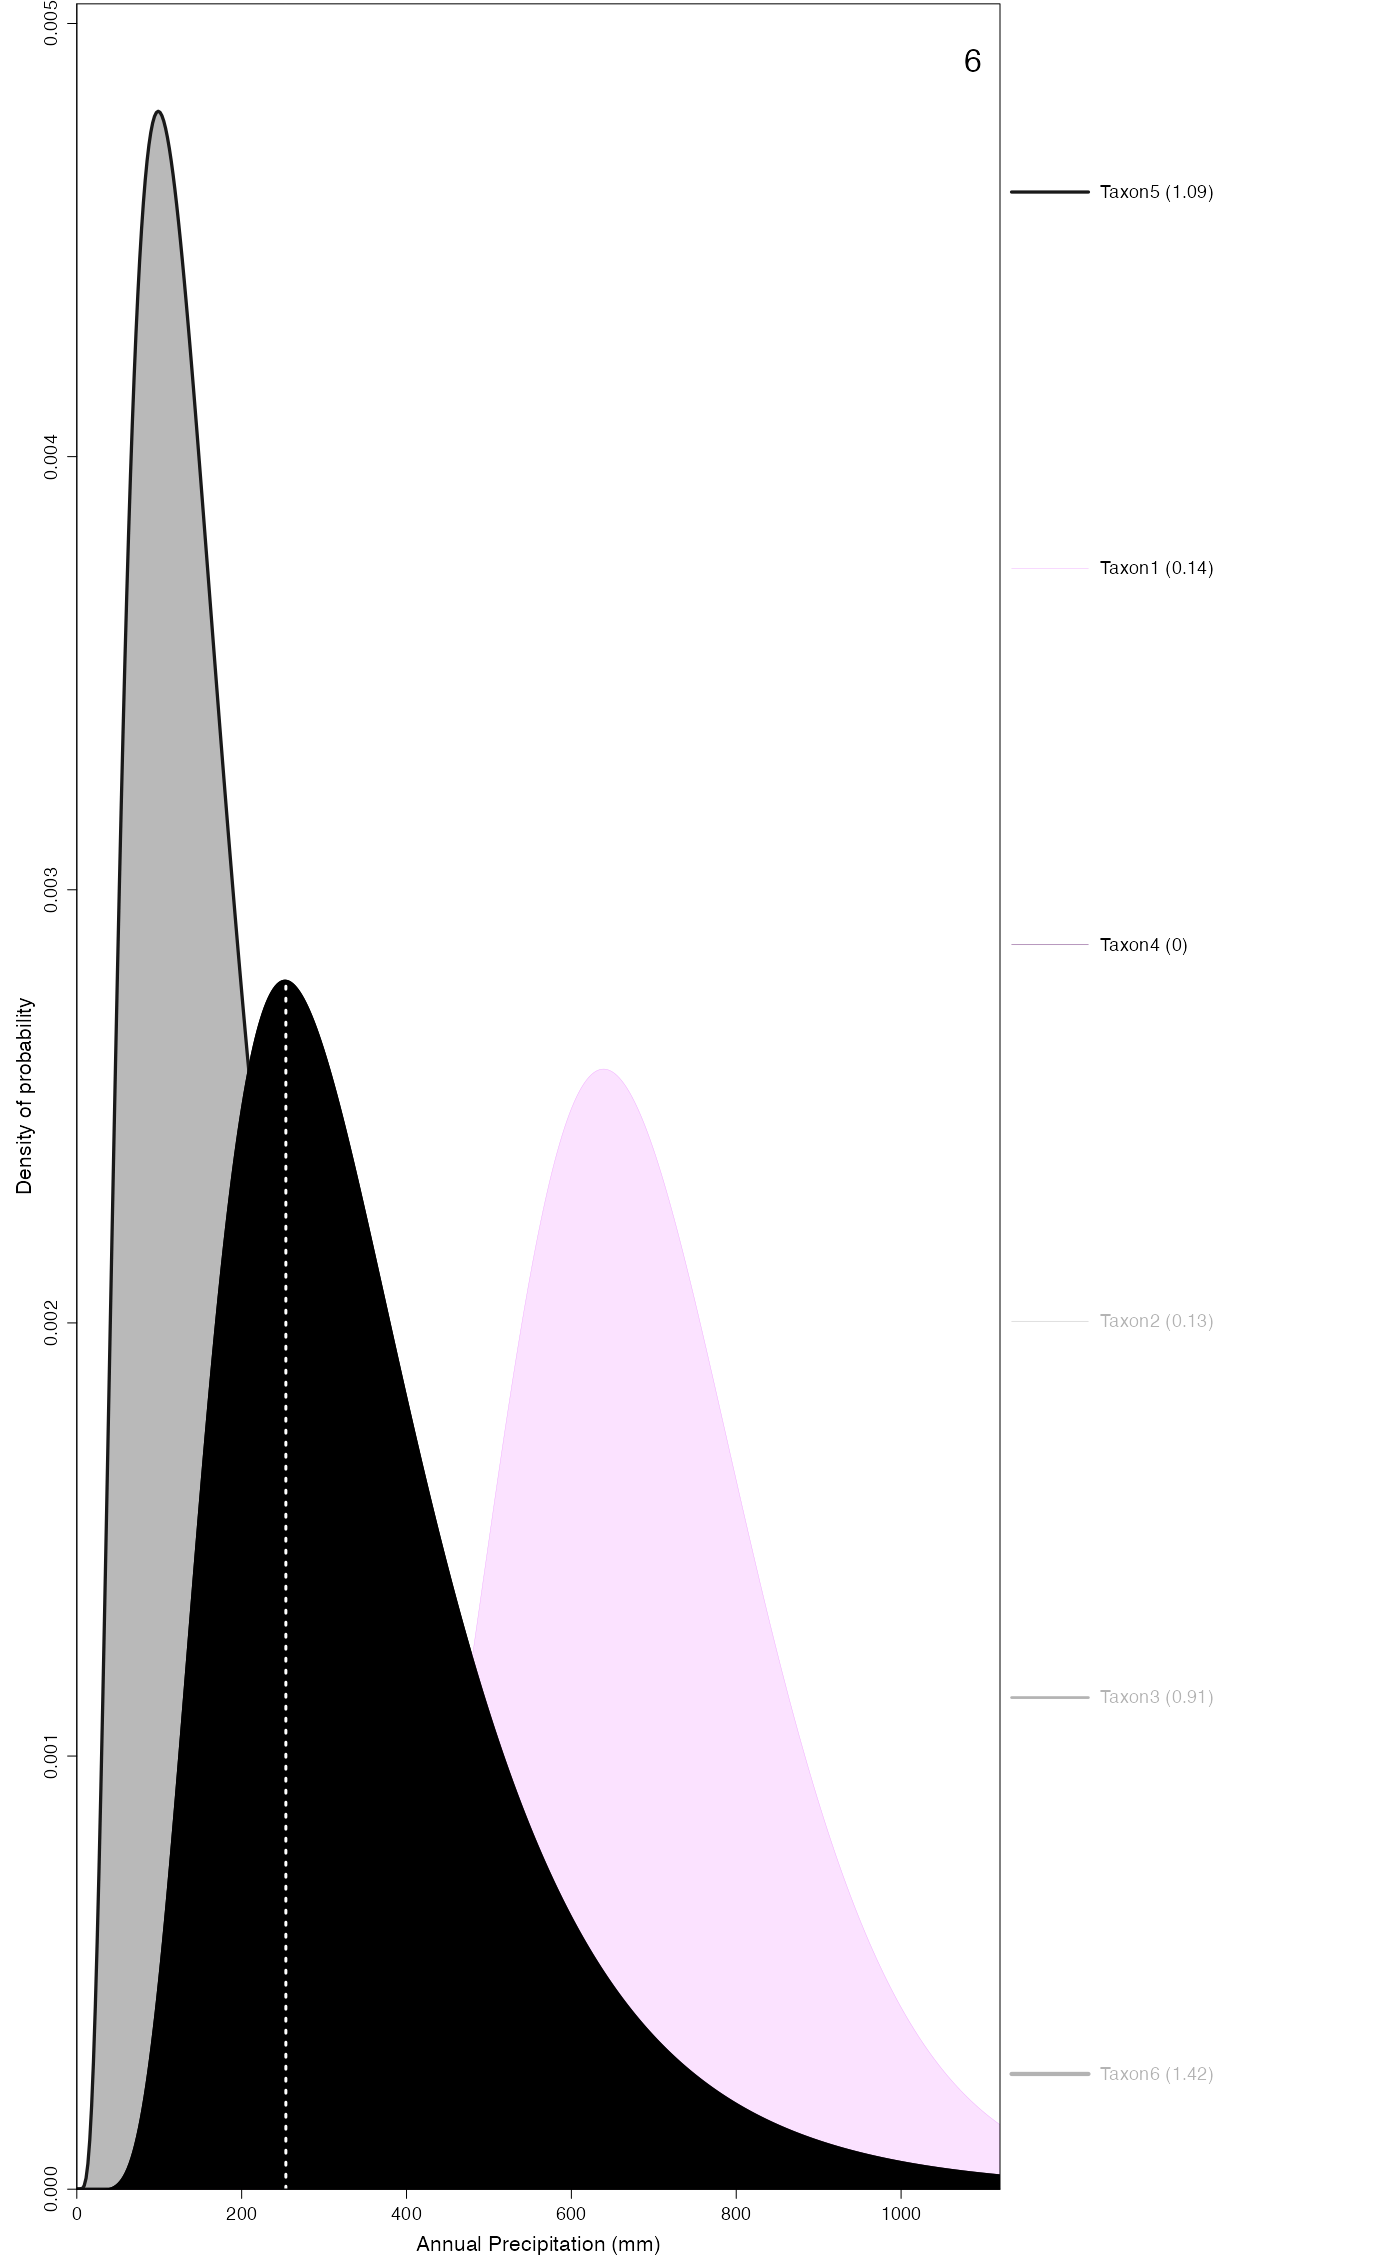 6
0.005
0.004
0.003
0.002
0.001
0.000
Density of probability
0
200
400
600
800
1000
Annual Precipitation (mm)
Taxon5 (1.09)
Taxon1 (0.14)
Taxon4 (0)
Taxon2 (0.13)
Taxon3 (0.91)
Taxon6 (1.42)